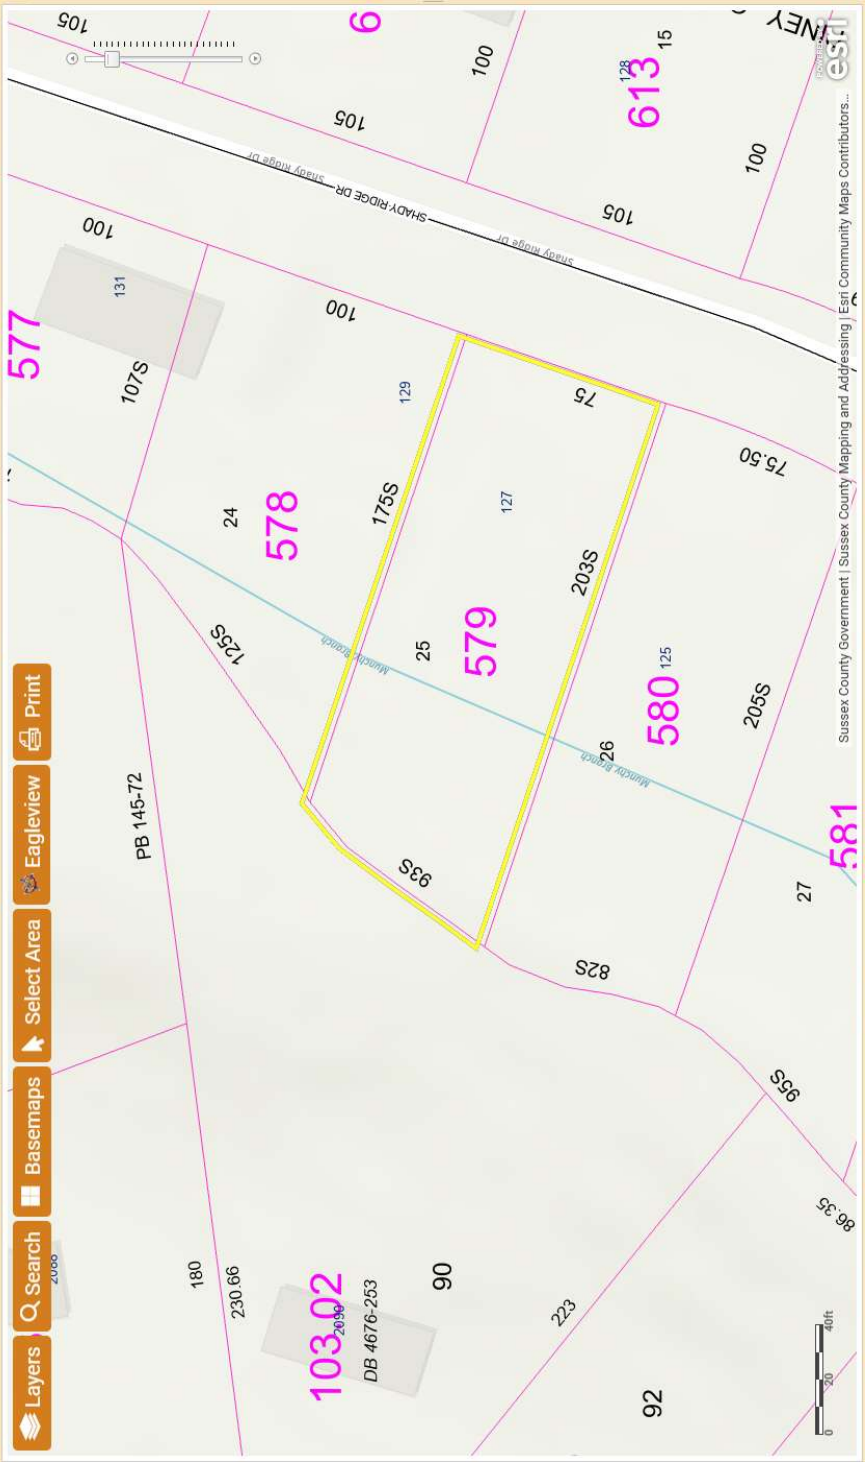 Layers
Search
Basemaps
Select Area
Eagleview
Print
577
105
2088
100
131
107S
PB 145-72
180
230.66
125S
24
578
103.02
2090
DB 4676-253
Munchy Branch
Shady Ridge Dr
SHADY RIDGE DR
105
100
129
175S
93S
25
90
579
127
75
100
Shady Ridge Dr
203S
82S
223
26
Munchy Branch
105
128
613
15
125
580
92
75.50
205S
100
95S
27
581
86.35
0
20
40ft
Sussex County Government | Sussex County Mapping and Addressing | Esri Community Maps Contributors...
POWERED BY
esri